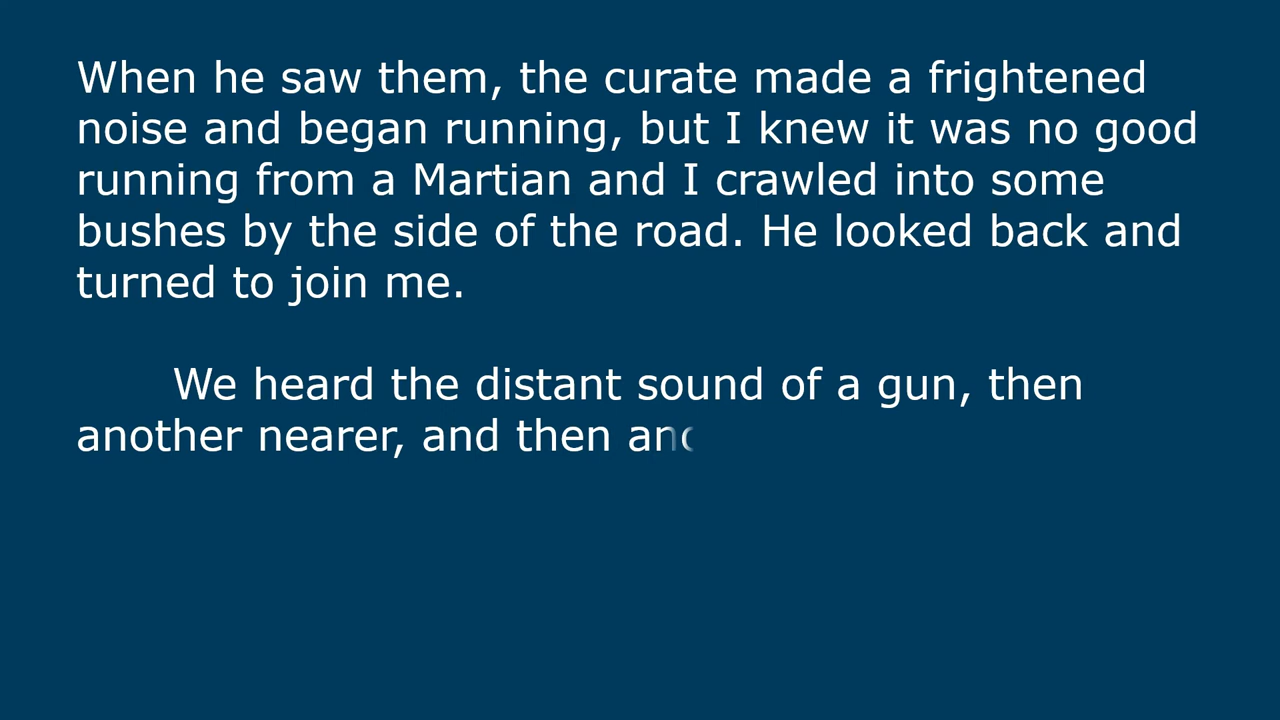 When he saw them, the curate made a frightened
noise and began running, but I knew it was no good
running from a Martian and I crawled into some
bushes by the side of the road. He looked back and
turned to join me.
We heard the distant sound of a gun, then
another nearer, and then